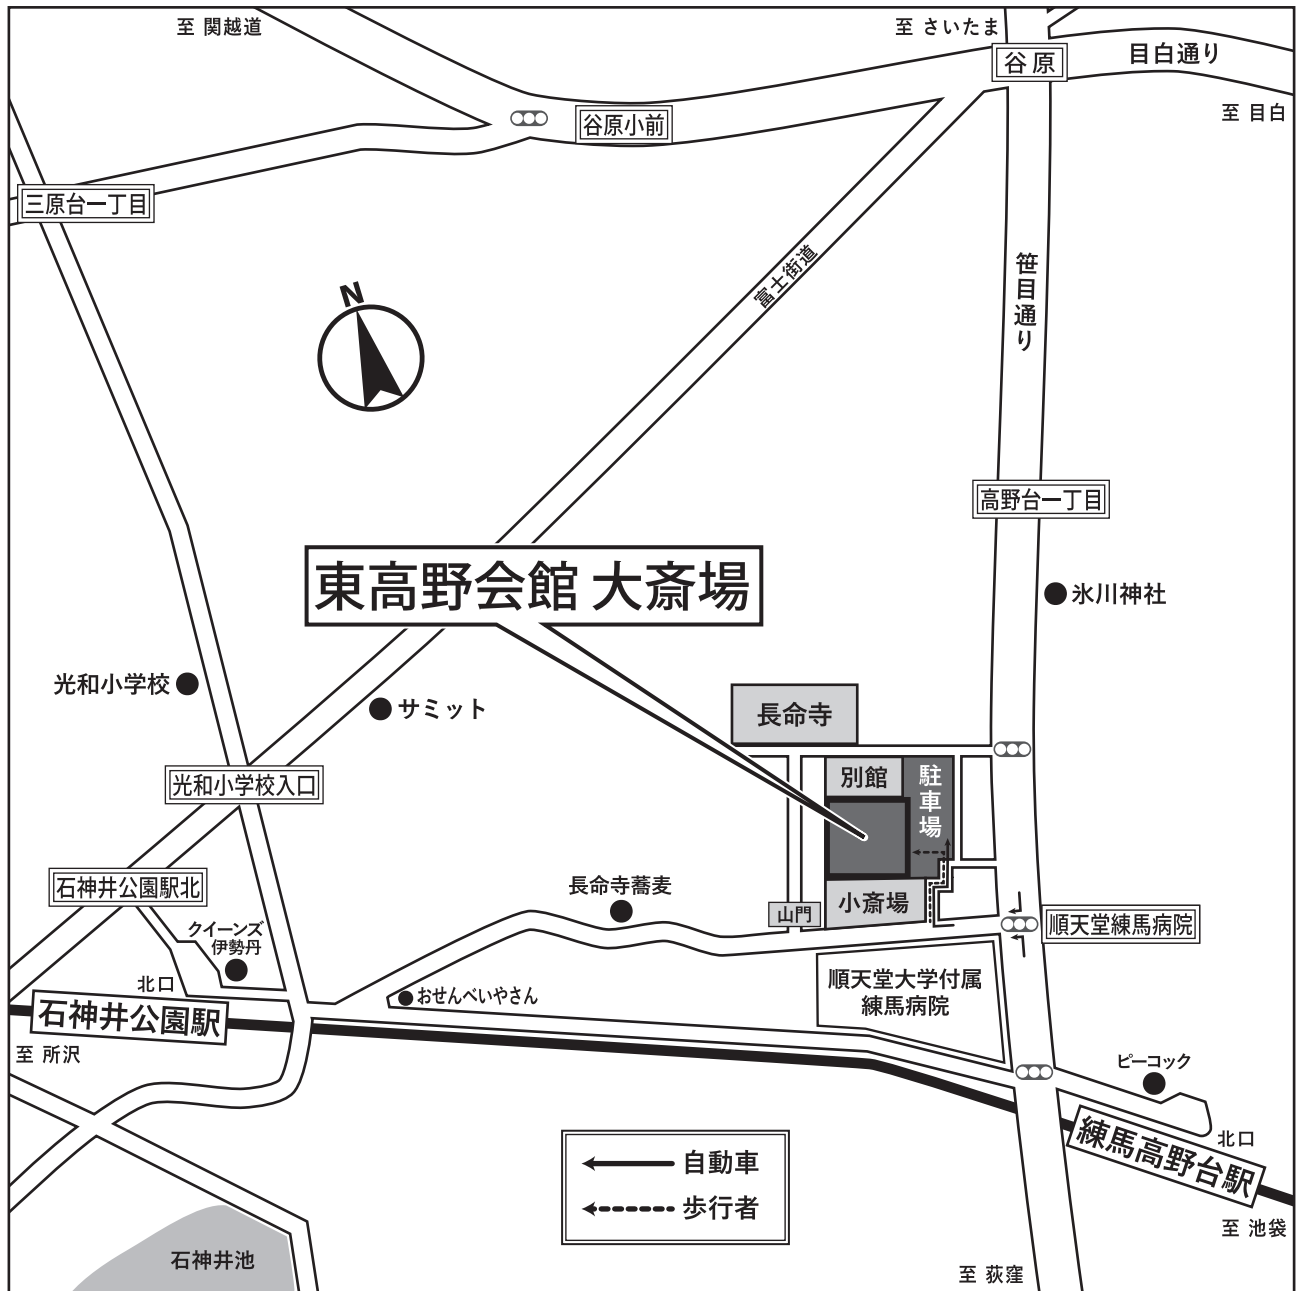 至 関越道
至 さいたま
谷原
目白通り
至 目白
谷原小前
三原台一丁目
N
富士街道
笹目通り
高野台一丁目
東高野会館 大斎場
氷川神社
光和小学校
サミット
長命寺
別館
駐車場
光和小学校入口
石神井公園駅北
長命寺蕎麦
小斎場
山門
順天堂練馬病院
クイーンズ
伊勢丹
北口
おせんべいやさん
順天堂大学付属
練馬病院
石神井公園駅
至 所沢
ピーコック
北口
練馬高野台駅
自動車
歩行者
至 池袋
石神井池
至 荻窪